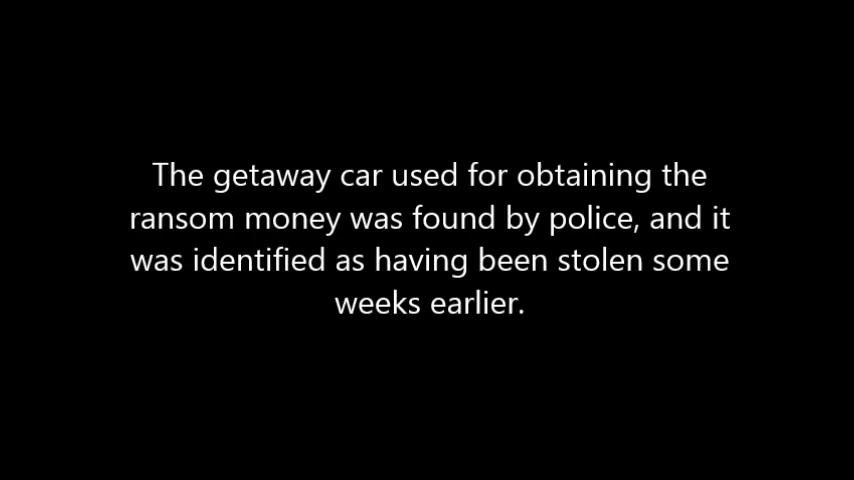 The getaway car used for obtaining the
ransom money was found by police, and it
was identified as having been stolen some
weeks earlier.